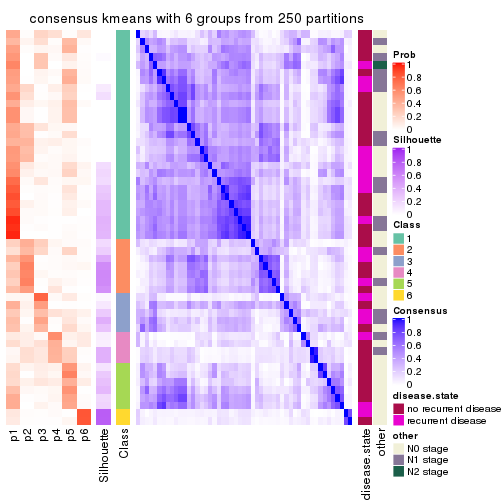 consensus kmeans with 6 groups from 250 partitions
p1
p2
p3
p4
p5
p6
Silhouette
Class
disease.state
other
Prob
1
0.8
0.6
0.4
0.2
0
Silhouette
1
0.8
0.6
0.4
0.2
0
Class
1
2
3
4
5
6
Consensus
1
0.8
0.6
0.4
0.2
0
disease.state
no recurrent disease
recurrent disease
other
N0 stage
N1 stage
N2 stage